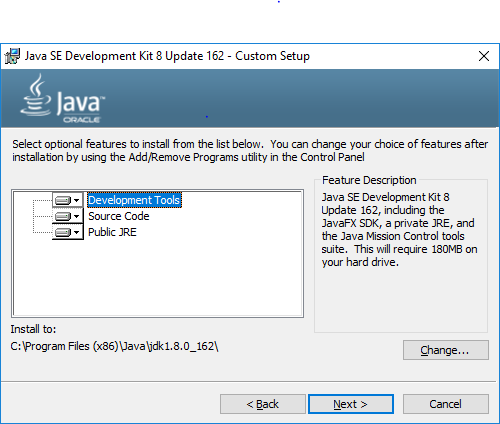 Java SE Development Kit 8 Update 162 - Custom Setup
Java
ORACLE
Select optional features to install from the list below. You can change your choice of features after
installation by using the Add/Remove Programs utility in the Control Panel
Development Tools
Source Code
Public JRE
Feature Description
Java SE Development Kit 8
Update 162, including the
JavaFX SDK, a private JRE, and
the Java Mission Control tools
suite. This will require 180MB on
your hard drive.
Install to:
C:\Program Files (x86)\Java\jdk1.8.0_162\
Change...
< Back
Next >
Cancel